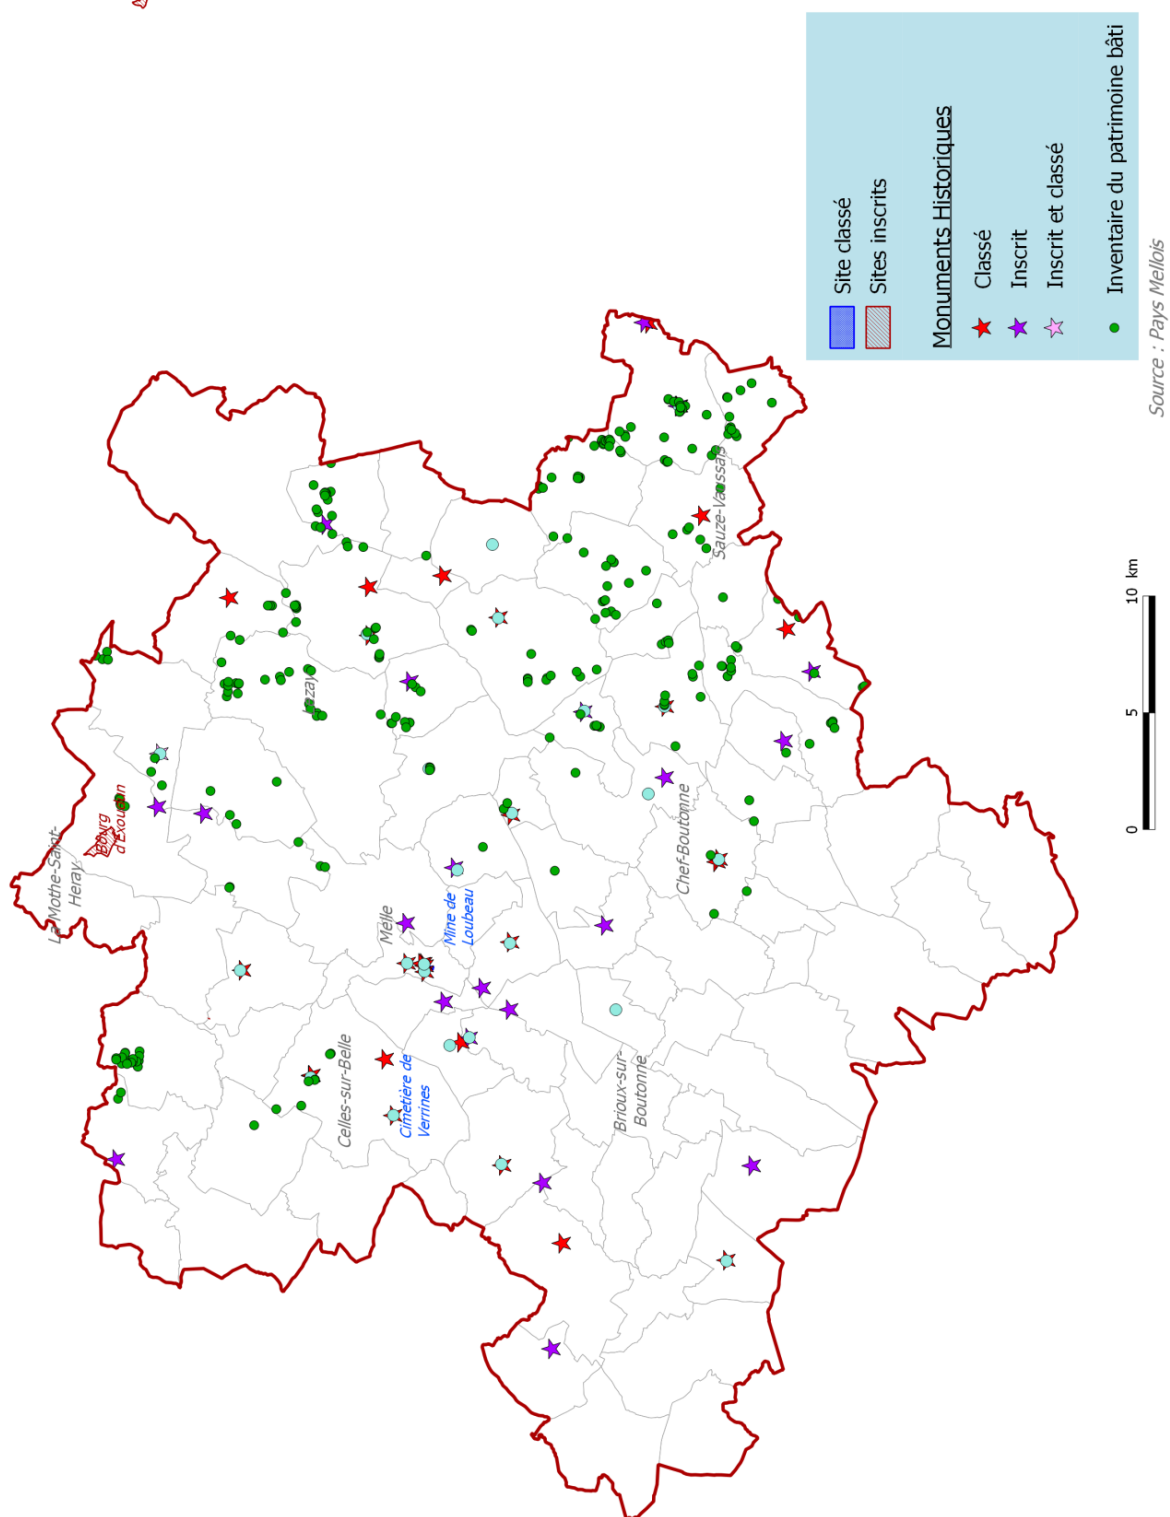 La Mothe-Saint-
Heray
Bourg
d'Exoudun
Lezay
Melle
Mine de
Loubeau
Celles-sur-Belle
Cimetière de
Verrines
Brioux-sur-
Boutonne
Chef-Boutonne
Sauzé-Vaussais
Site classé
Sites inscrits
Monuments Historiques
Classé
Inscrit
Inscrit et classé
Inventaire du patrimoine bâti
0 5 10 km
Source : Pays Mellois